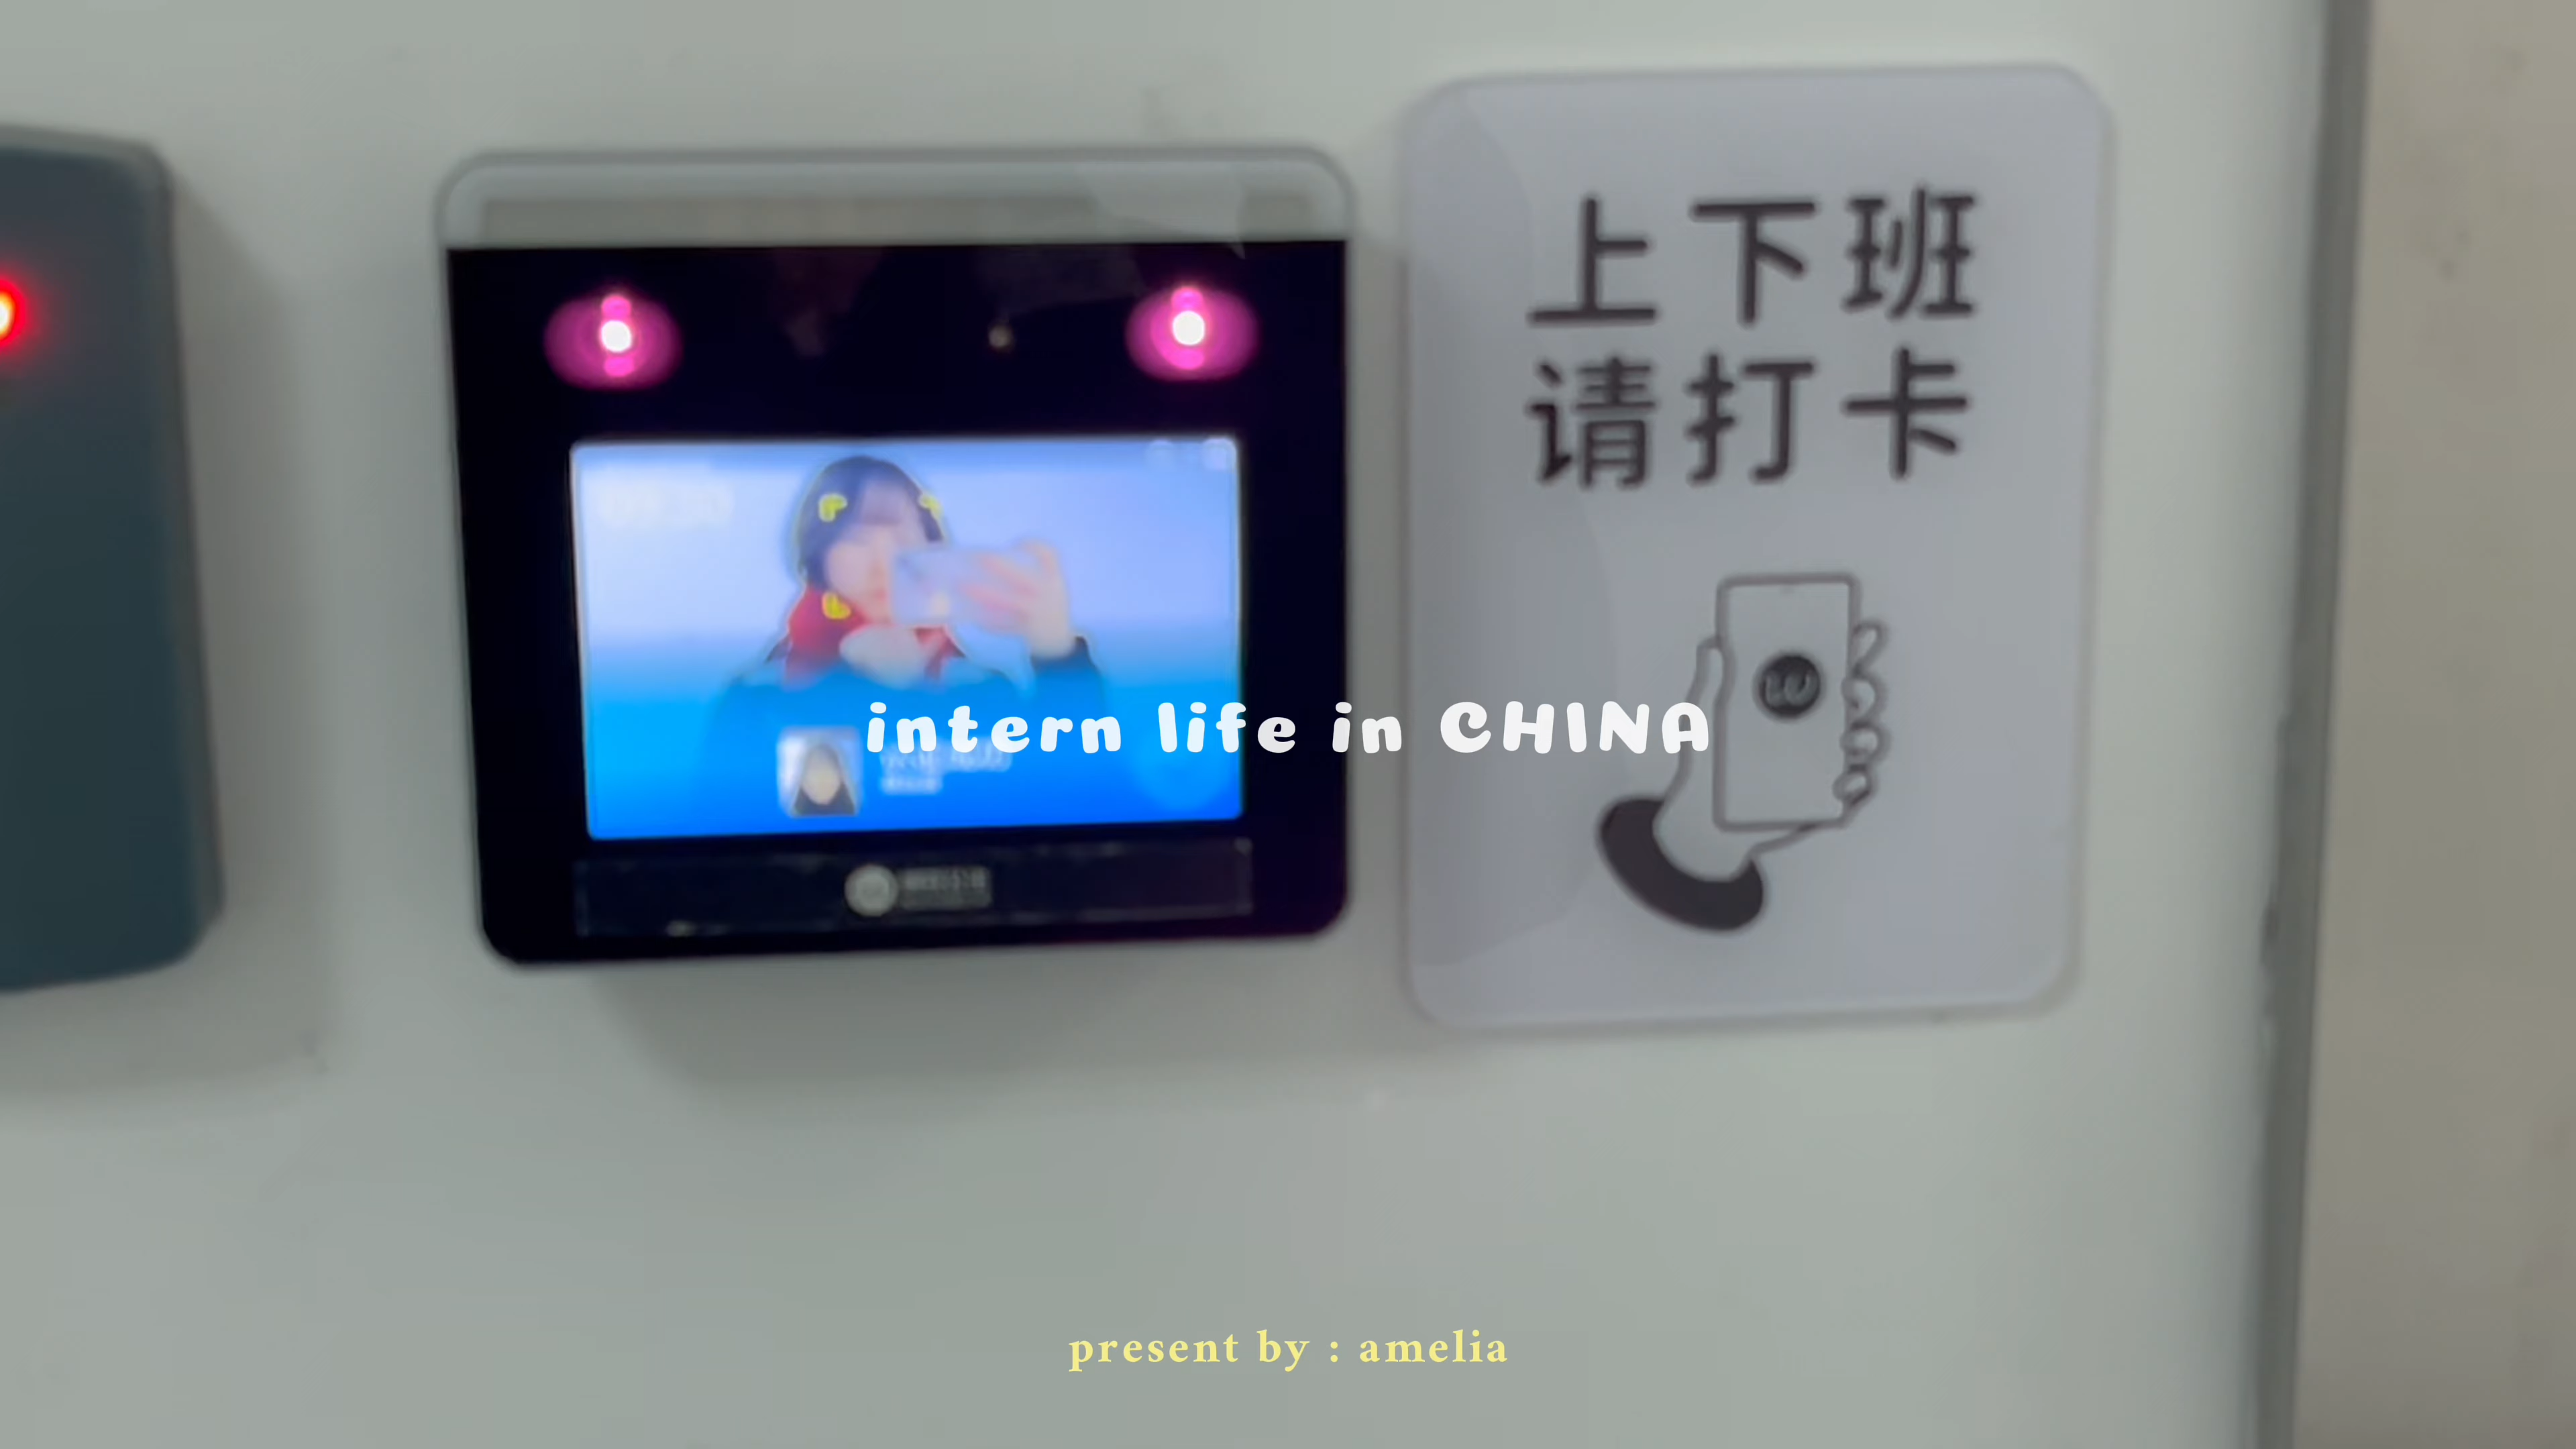 上下班
请打卡
intern life in CHINA
present by : amelia